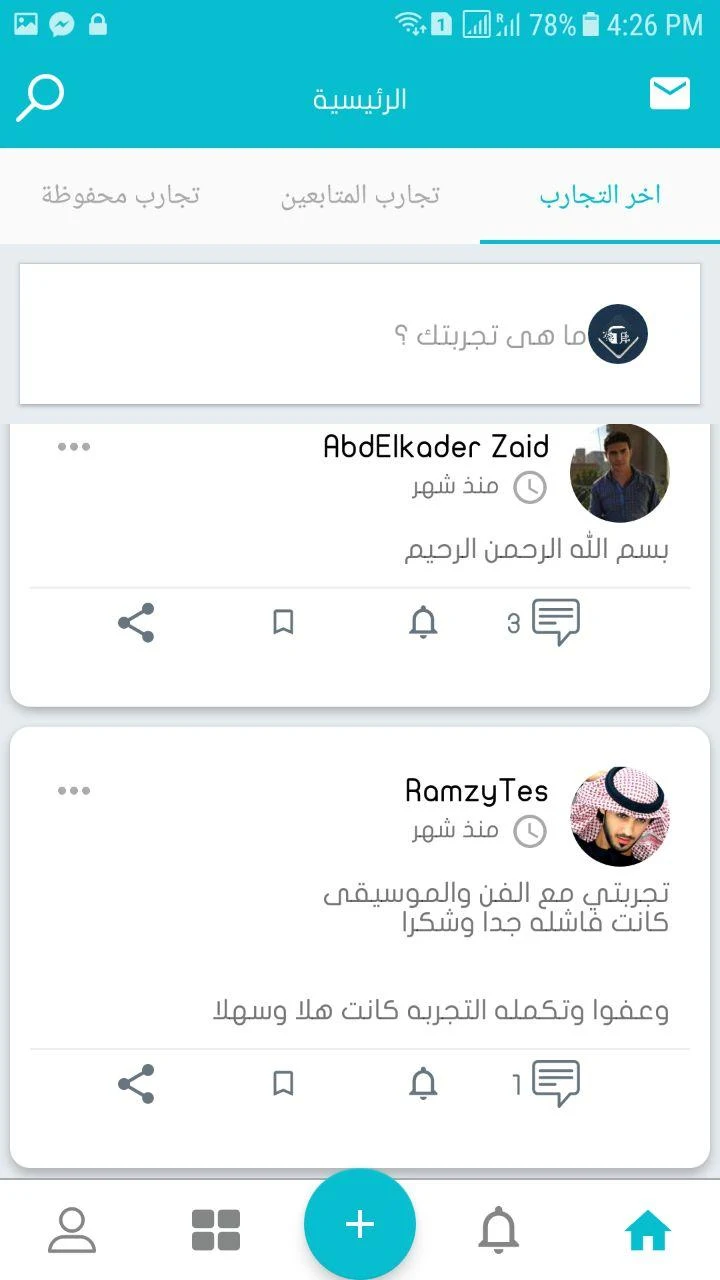 78% 4:26 PM
الرئيسية
اخر التجارب
تجارب المتابعين
تجارب محفوظة
ما هى تجربتك ؟
AbdElkader Zaid
منذ شهر
بسم الله الرحمن الرحيم
3
RamzyTes
منذ شهر
تجربتي مع الفن والموسيقى
كانت فاشله جدا وشكرا
وعفوا وتكمله التجربه كانت هلا وسهلا
1